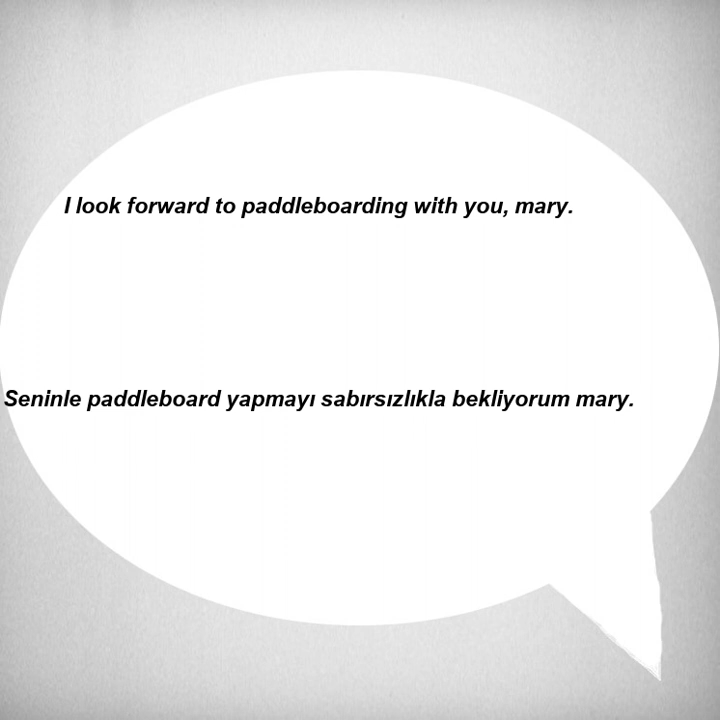 I look forward to paddleboarding with you, mary.
Seninle paddleboard yapmayı sabırsızlıkla bekliyorum mary.